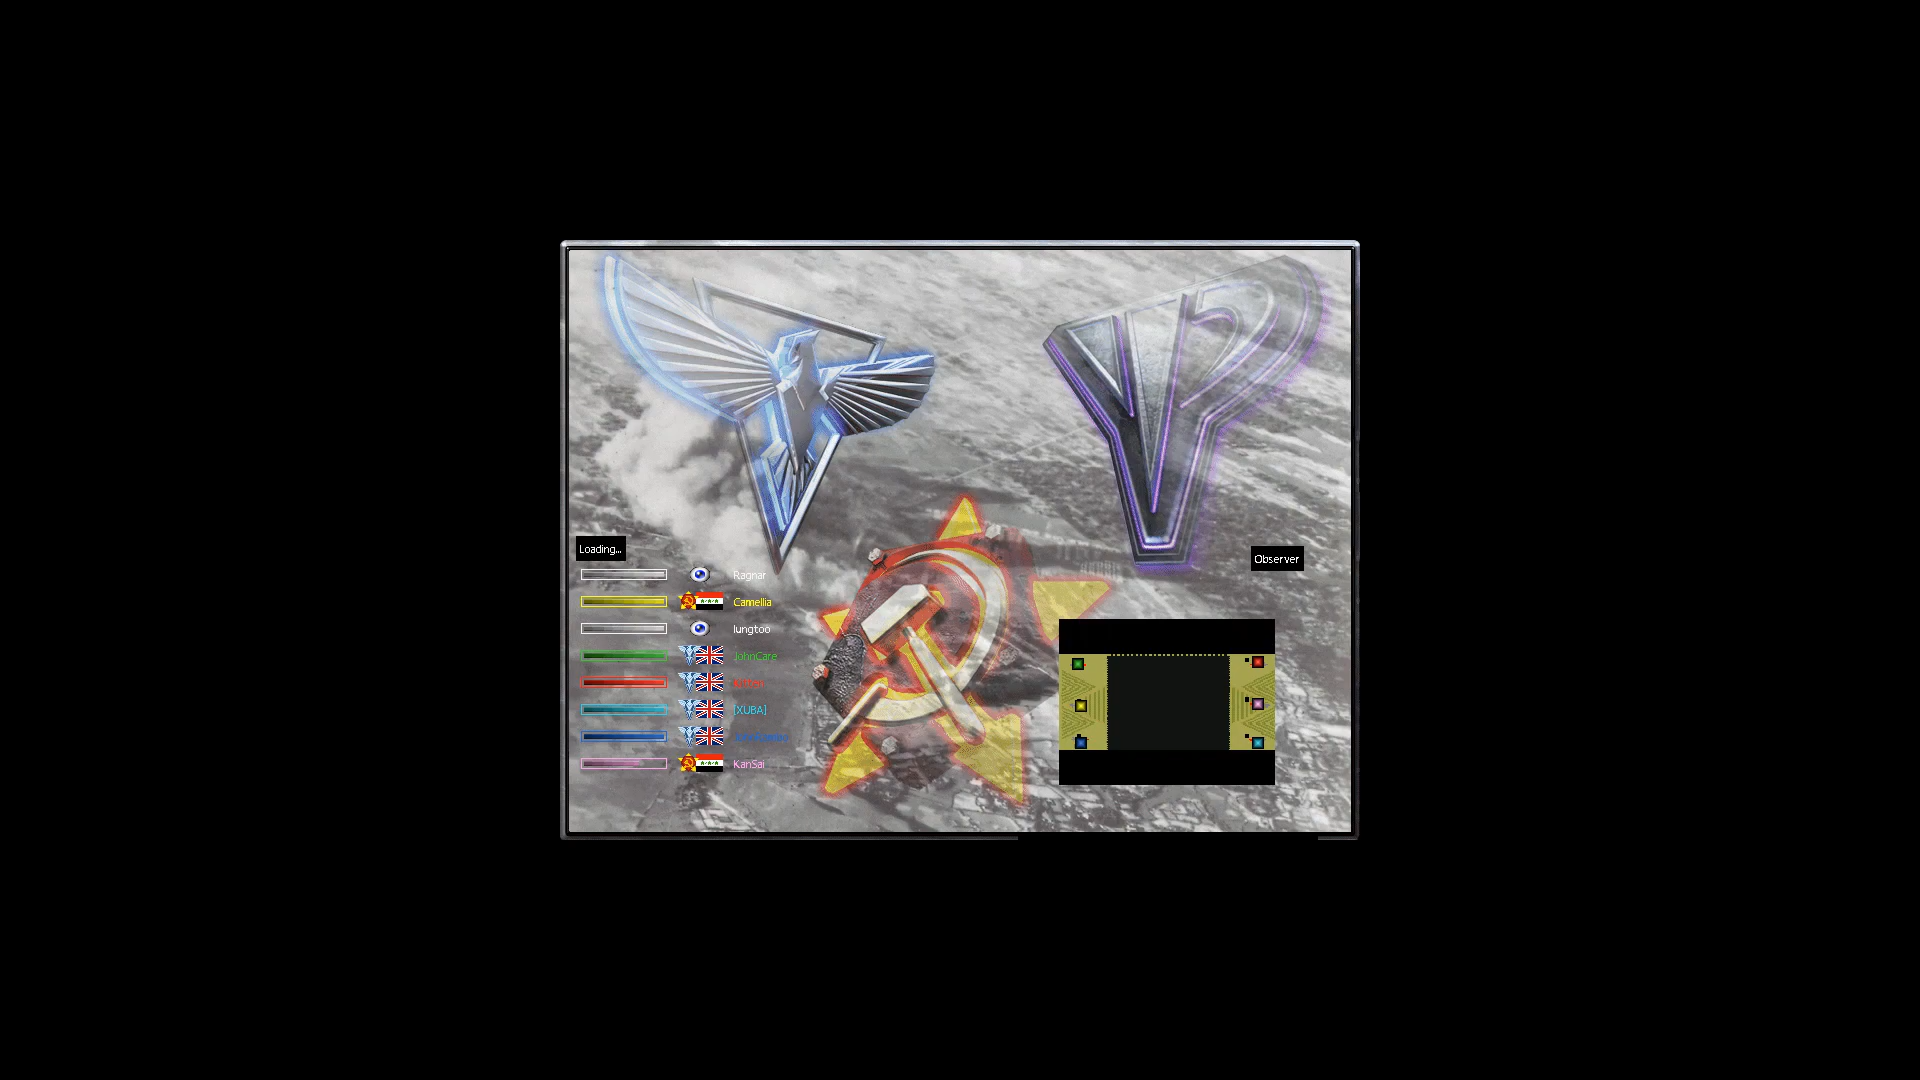 Loading...
Observer
Ragnar
Camellia
lungtoo
JohnCare
[XUBA]
KanSai